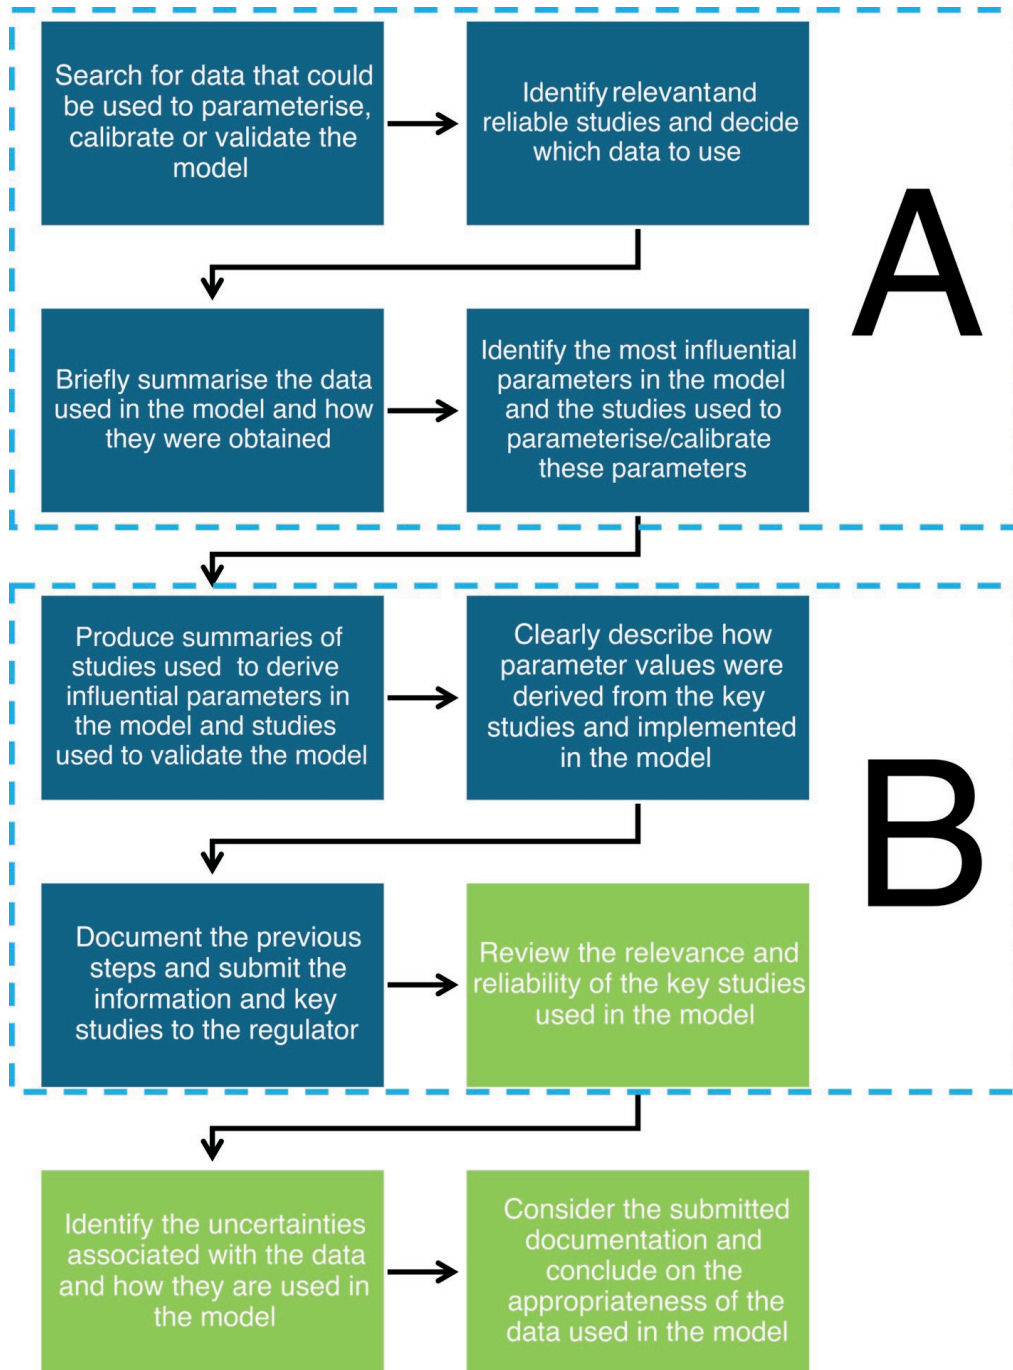 Search for data that could
be used to parameterise,
calibrate or validate the
model
Identify relevant and
reliable studies and decide
which data to use
A
Briefly summarise the data
used in the model and how
they were obtained
Identify the most influential
parameters in the model
and the studies used to
parameterise/calibrate
these parameters
Produce summaries of
studies used to derive
influential parameters in
the model and studies
used to validate the model
Clearly describe how
parameter values were
derived from the key
studies and implemented
in the model
B
Document the previous
steps and submit the
information and key
studies to the regulator
Review the relevance and
reliability of the key studies
used in the model
Identify the uncertainties
associated with the data
and how they are used in
the model
Consider the submitted
documentation and
conclude on the
appropriateness of the
data used in the model